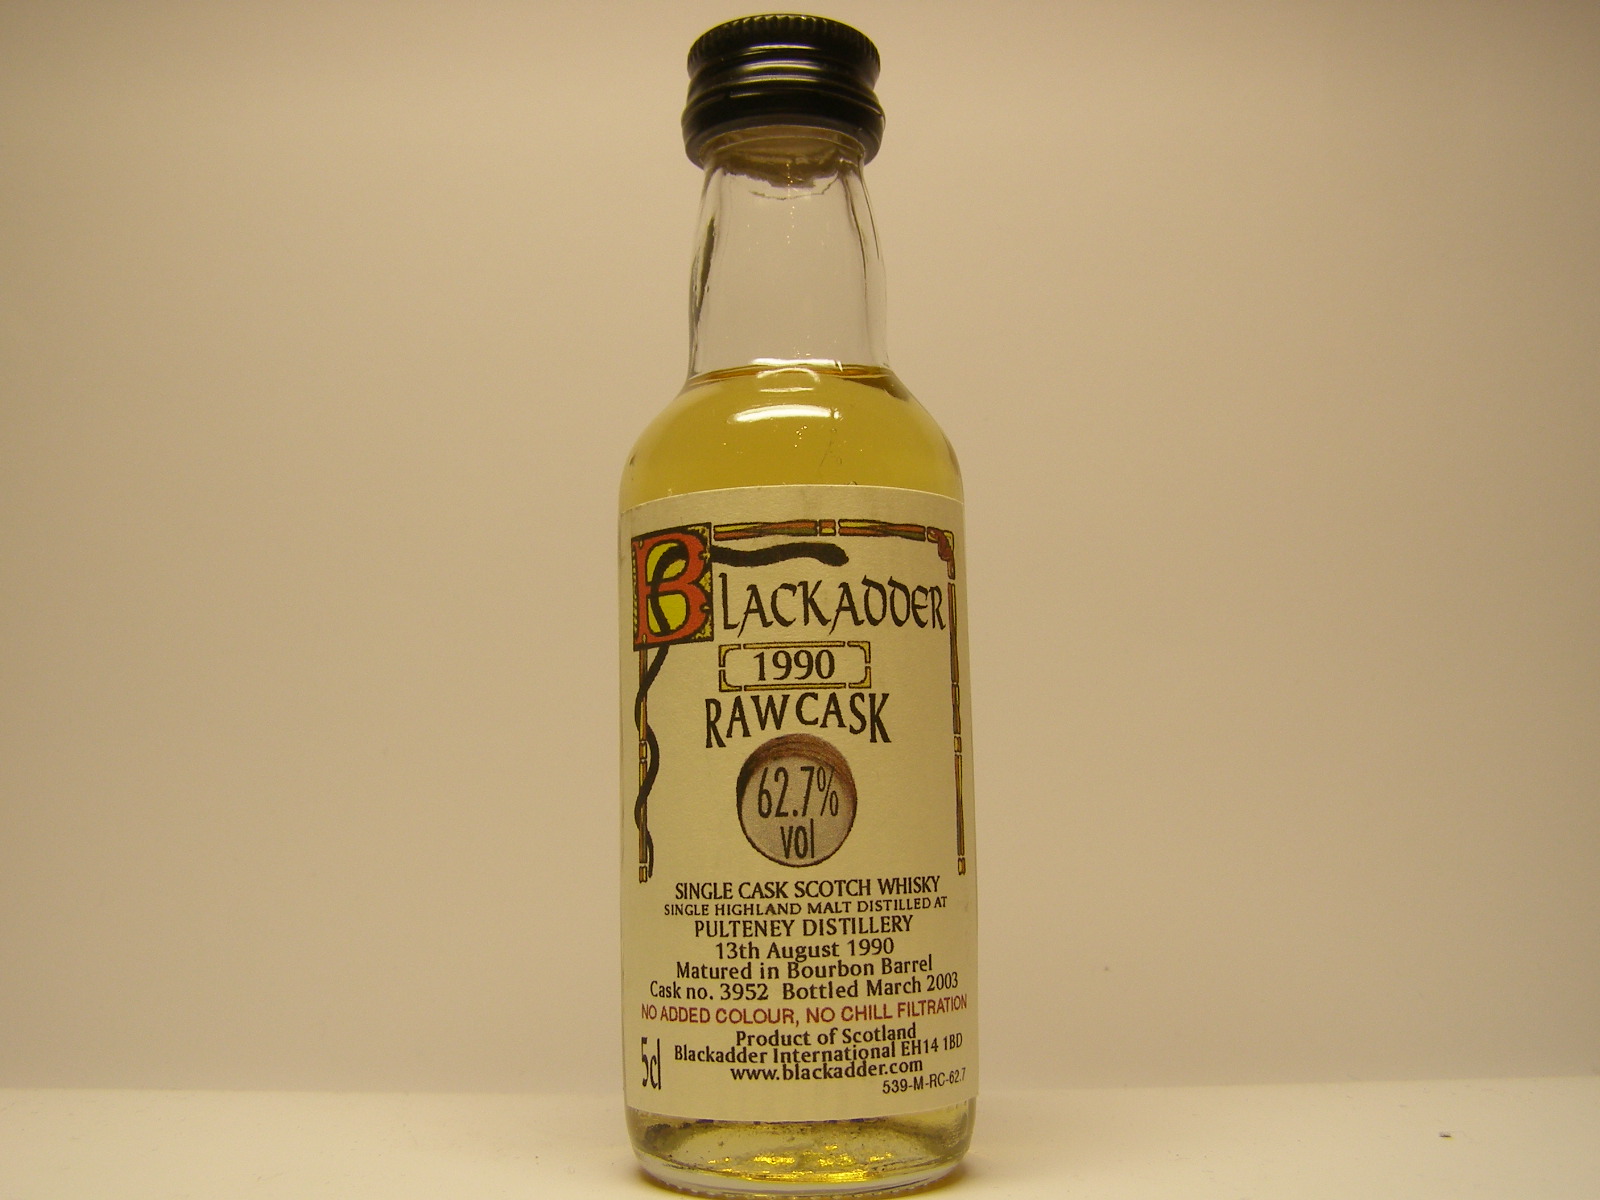 BLACKADDER
1990
RAW CASK
62.7%
vol
SINGLE CASK SCOTCH WHISKY
SINGLE HIGHLAND MALT DISTILLED AT
PULTENEY DISTILLERY
13th August 1990
Matured in Bourbon Barrel
Cask no. 3952 Bottled March 2003
NO ADDED COLOUR, NO CHILL FILTRATION
Product of Scotland
5cl Blackadder International EH14 1BD
www.blackadder.com
539-M-RC-62.7